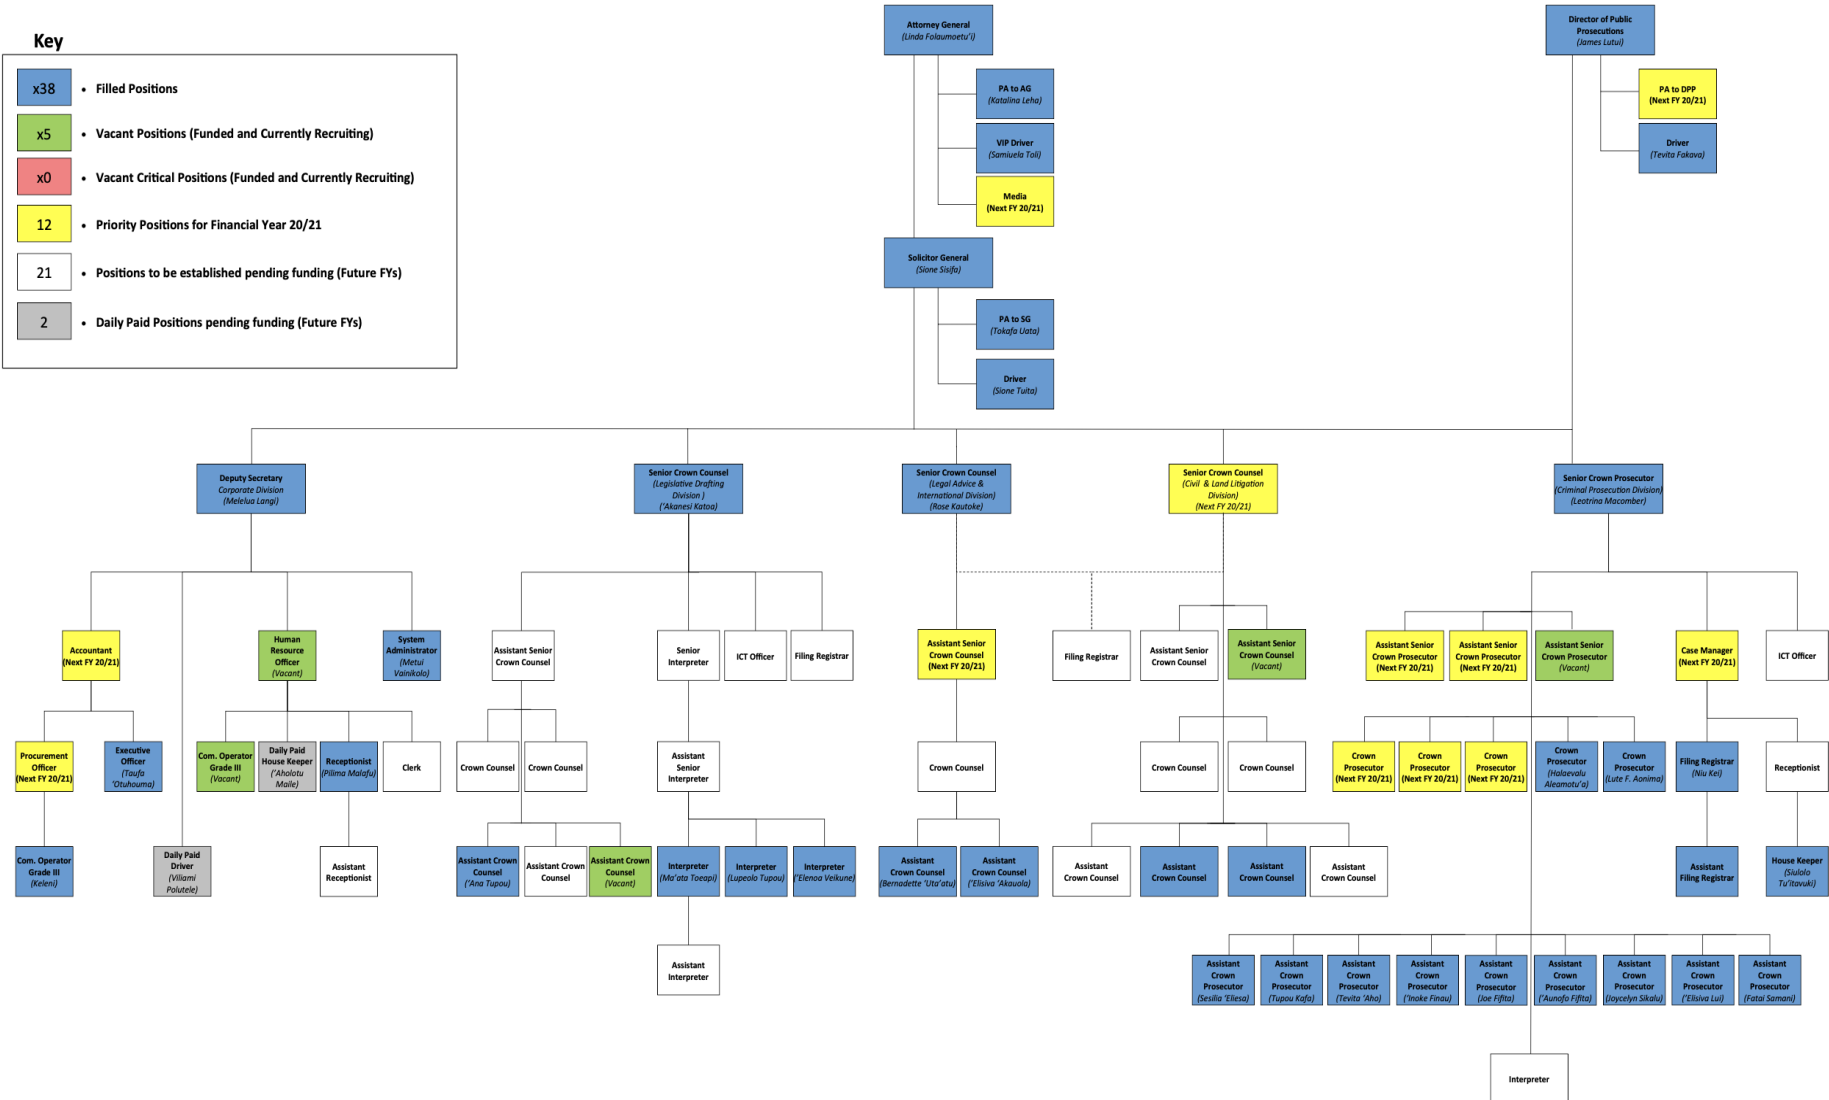 Attorney General
(Linda Folaumoetu'i)
Director of Public
Prosecutions
(James Lutui)
Key
x38
• Filled Positions
x5
• Vacant Positions (Funded and Currently Recruiting)
x0
• Vacant Critical Positions (Funded and Currently Recruiting)
12
• Priority Positions for Financial Year 20/21
21
• Positions to be established pending funding (Future FYs)
2
• Daily Paid Positions pending funding (Future FYs)
PA to AG
(Katalina Leha)
VIP Driver
(Samiuela Toli)
Media
(Next FY 20/21)
PA to DPP
(Next FY 20/21)
Driver
(Tevita Fakava)
Solicitor General
(Sione Sisifa)
PA to SG
(Tokafa Uata)
Driver
(Sione Tuita)
Deputy Secretary
Corporate Division
(Melelua Langi)
Senior Crown Counsel
(Legislative Drafting
Division )
('Akanesi Katoa)
Senior Crown Counsel
(Legal Advice &
International Division)
(Rose Kautoke)
Senior Crown Counsel
(Civil & Land Litigation
Division)
(Next FY 20/21)
Senior Crown Prosecutor
(Criminal Prosecution Division)
(Leotrina Macomber)
Accountant
(Next FY 20/21)
Human
Resource
Officer
(Vacant)
System
Administrator
(Metui
Vainikolo)
Assistant Senior
Crown Counsel
Senior
Interpreter
ICT Officer
Filing Registrar
Assistant Senior
Crown Counsel
(Next FY 20/21)
Filing Registrar
Assistant Senior
Crown Counsel
Assistant Senior
Crown Counsel
(Vacant)
Assistant Senior
Crown Prosecutor
(Next FY 20/21)
Assistant Senior
Crown Prosecutor
(Next FY 20/21)
Assistant Senior
Crown Prosecutor
(Vacant)
Case Manager
(Next FY 20/21)
ICT Officer
Procurement
Officer
(Next FY 20/21)
Executive
Officer
(Taufa
'Otuhouma)
Com. Operator
Grade III
(Vacant)
Daily Paid
House Keeper
('Aholotu
Maile)
Receptionist
(Pilima Malafu)
Clerk
Crown Counsel
Crown Counsel
Assistant
Senior
Interpreter
Crown Counsel
Crown Counsel
Crown Counsel
Crown
Prosecutor
(Next FY 20/21)
Crown
Prosecutor
(Next FY 20/21)
Crown
Prosecutor
(Next FY 20/21)
Crown
Prosecutor
(Halaevalu
Aleamotu'a)
Crown
Prosecutor
(Lute F. Aonima)
Filing Registrar
(Niu Kei)
Receptionist
Com. Operator
Grade III
(Keleni)
Daily Paid
Driver
(Viliami
Polutele)
Assistant
Receptionist
Assistant Crown
Counsel
('Ana Tupou)
Assistant Crown
Counsel
Assistant Crown
Counsel
(Vacant)
Interpreter
(Ma'ata Toeapi)
Interpreter
(Lupeolo Tupou)
Interpreter
('Elenoa Veikune)
Assistant
Crown Counsel
(Bernadette 'Uta'atu)
Assistant
Crown Counsel
('Elisiva 'Akauola)
Assistant
Crown Counsel
Assistant
Crown Counsel
Assistant
Crown Counsel
Assistant
Crown Counsel
Assistant
Filing Registrar
House Keeper
(Siulolo
Tu'itavuki)
Assistant
Interpreter
Assistant
Crown
Prosecutor
(Sesilia 'Eliesa)
Assistant
Crown
Prosecutor
(Tupou Kafa)
Assistant
Crown
Prosecutor
(Tevita 'Aho)
Assistant
Crown
Prosecutor
('Inoke Finau)
Assistant
Crown
Prosecutor
(Joe Fifita)
Assistant
Crown
Prosecutor
('Aunofo Fifita)
Assistant
Crown
Prosecutor
(Joycelyn Sikalu)
Assistant
Crown
Prosecutor
('Elisiva Lui)
Assistant
Crown
Prosecutor
(Fatai Samani)
Interpreter